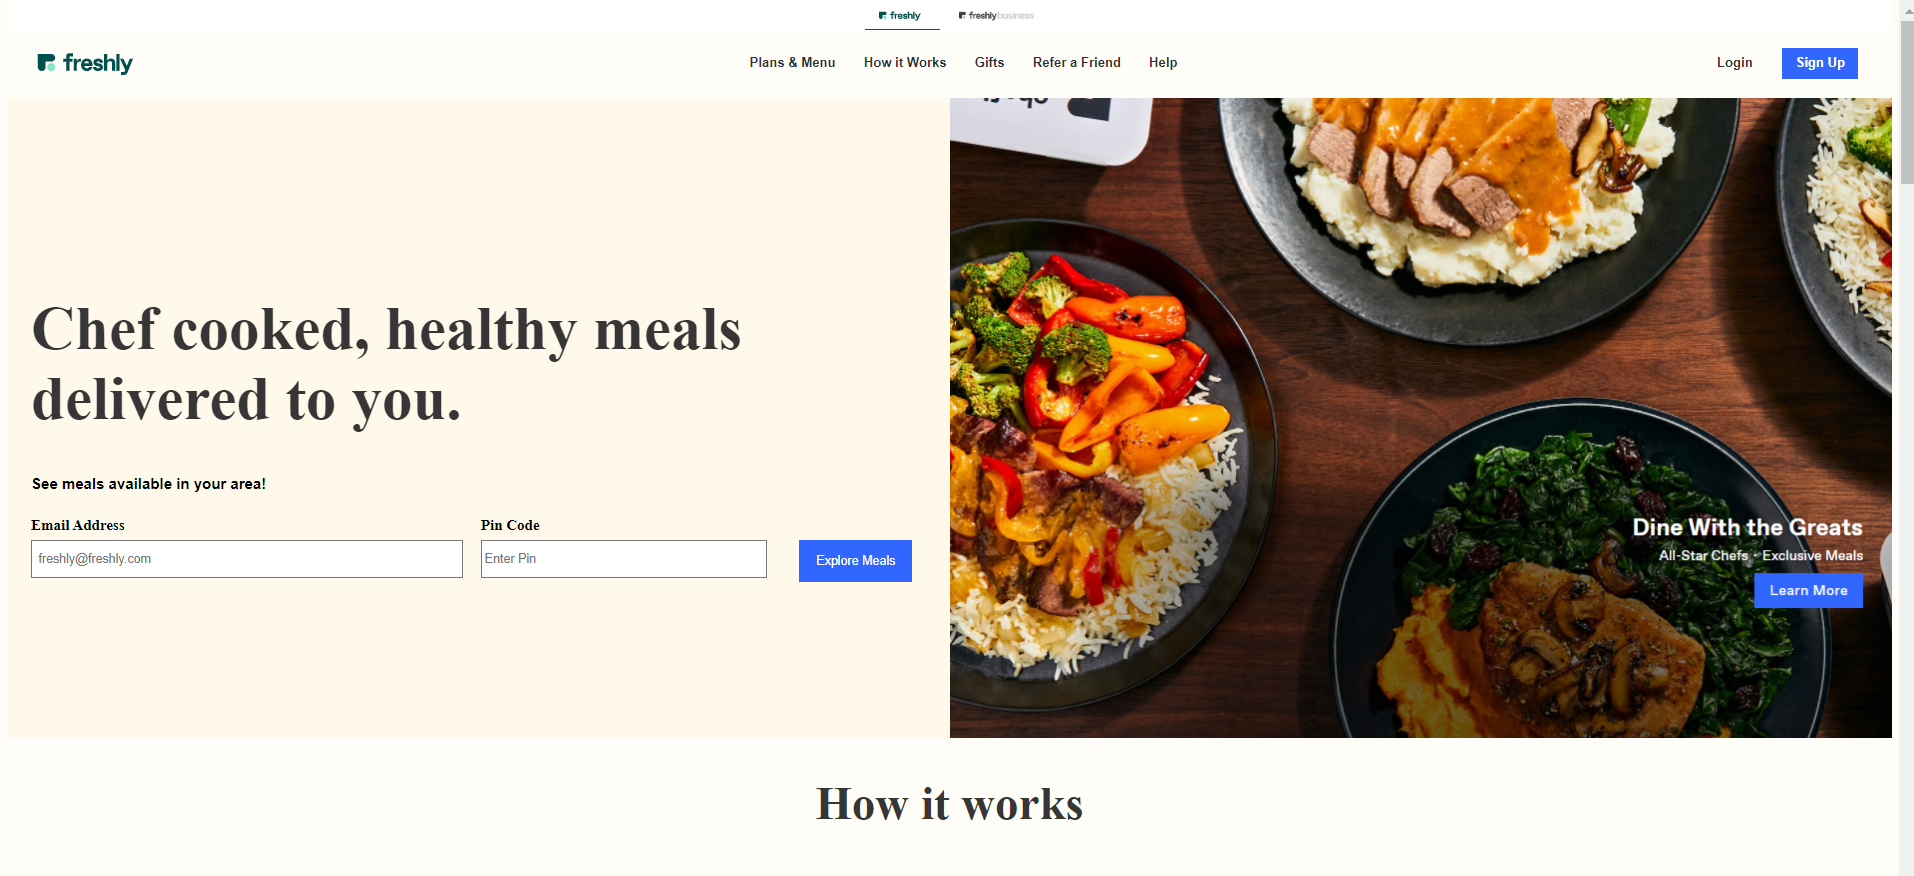 freshly
freshlybusiness
freshly
Plans & Menu
How it Works
Gifts
Refer a Friend
Help
Login
Sign Up
Chef cooked, healthy meals
delivered to you.
See meals available in your area!
Email Address
Pin Code
freshly@freshly.com
Enter Pin
Explore Meals
Dine With the Greats
All-Star Chefs • Exclusive Meals
Learn More
How it works